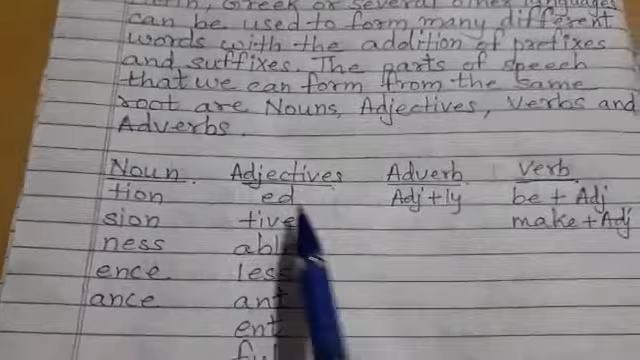 Latin, Greek or several other languages
can be used to form many different
words with the addition of prefixes
and suffixes. The parts of speech
that we can form from the same
root are Nouns, Adjectives, Verbs and
Adverbs.
Noun. Adjectives Adverb Verb.
tion ed Adj+ly be + Adj
sion tive make + Adj
ness abl
ence less
ance ant
ent
ful